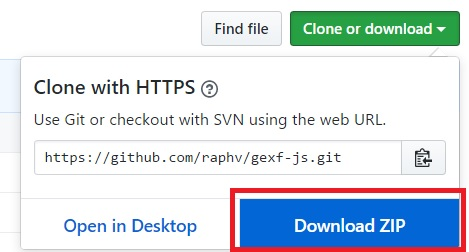 Find file
Clone or download
Clone with HTTPS
Use Git or checkout with SVN using the web URL.
https://github.com/raphv/gexf-js.git
Open in Desktop
Download ZIP